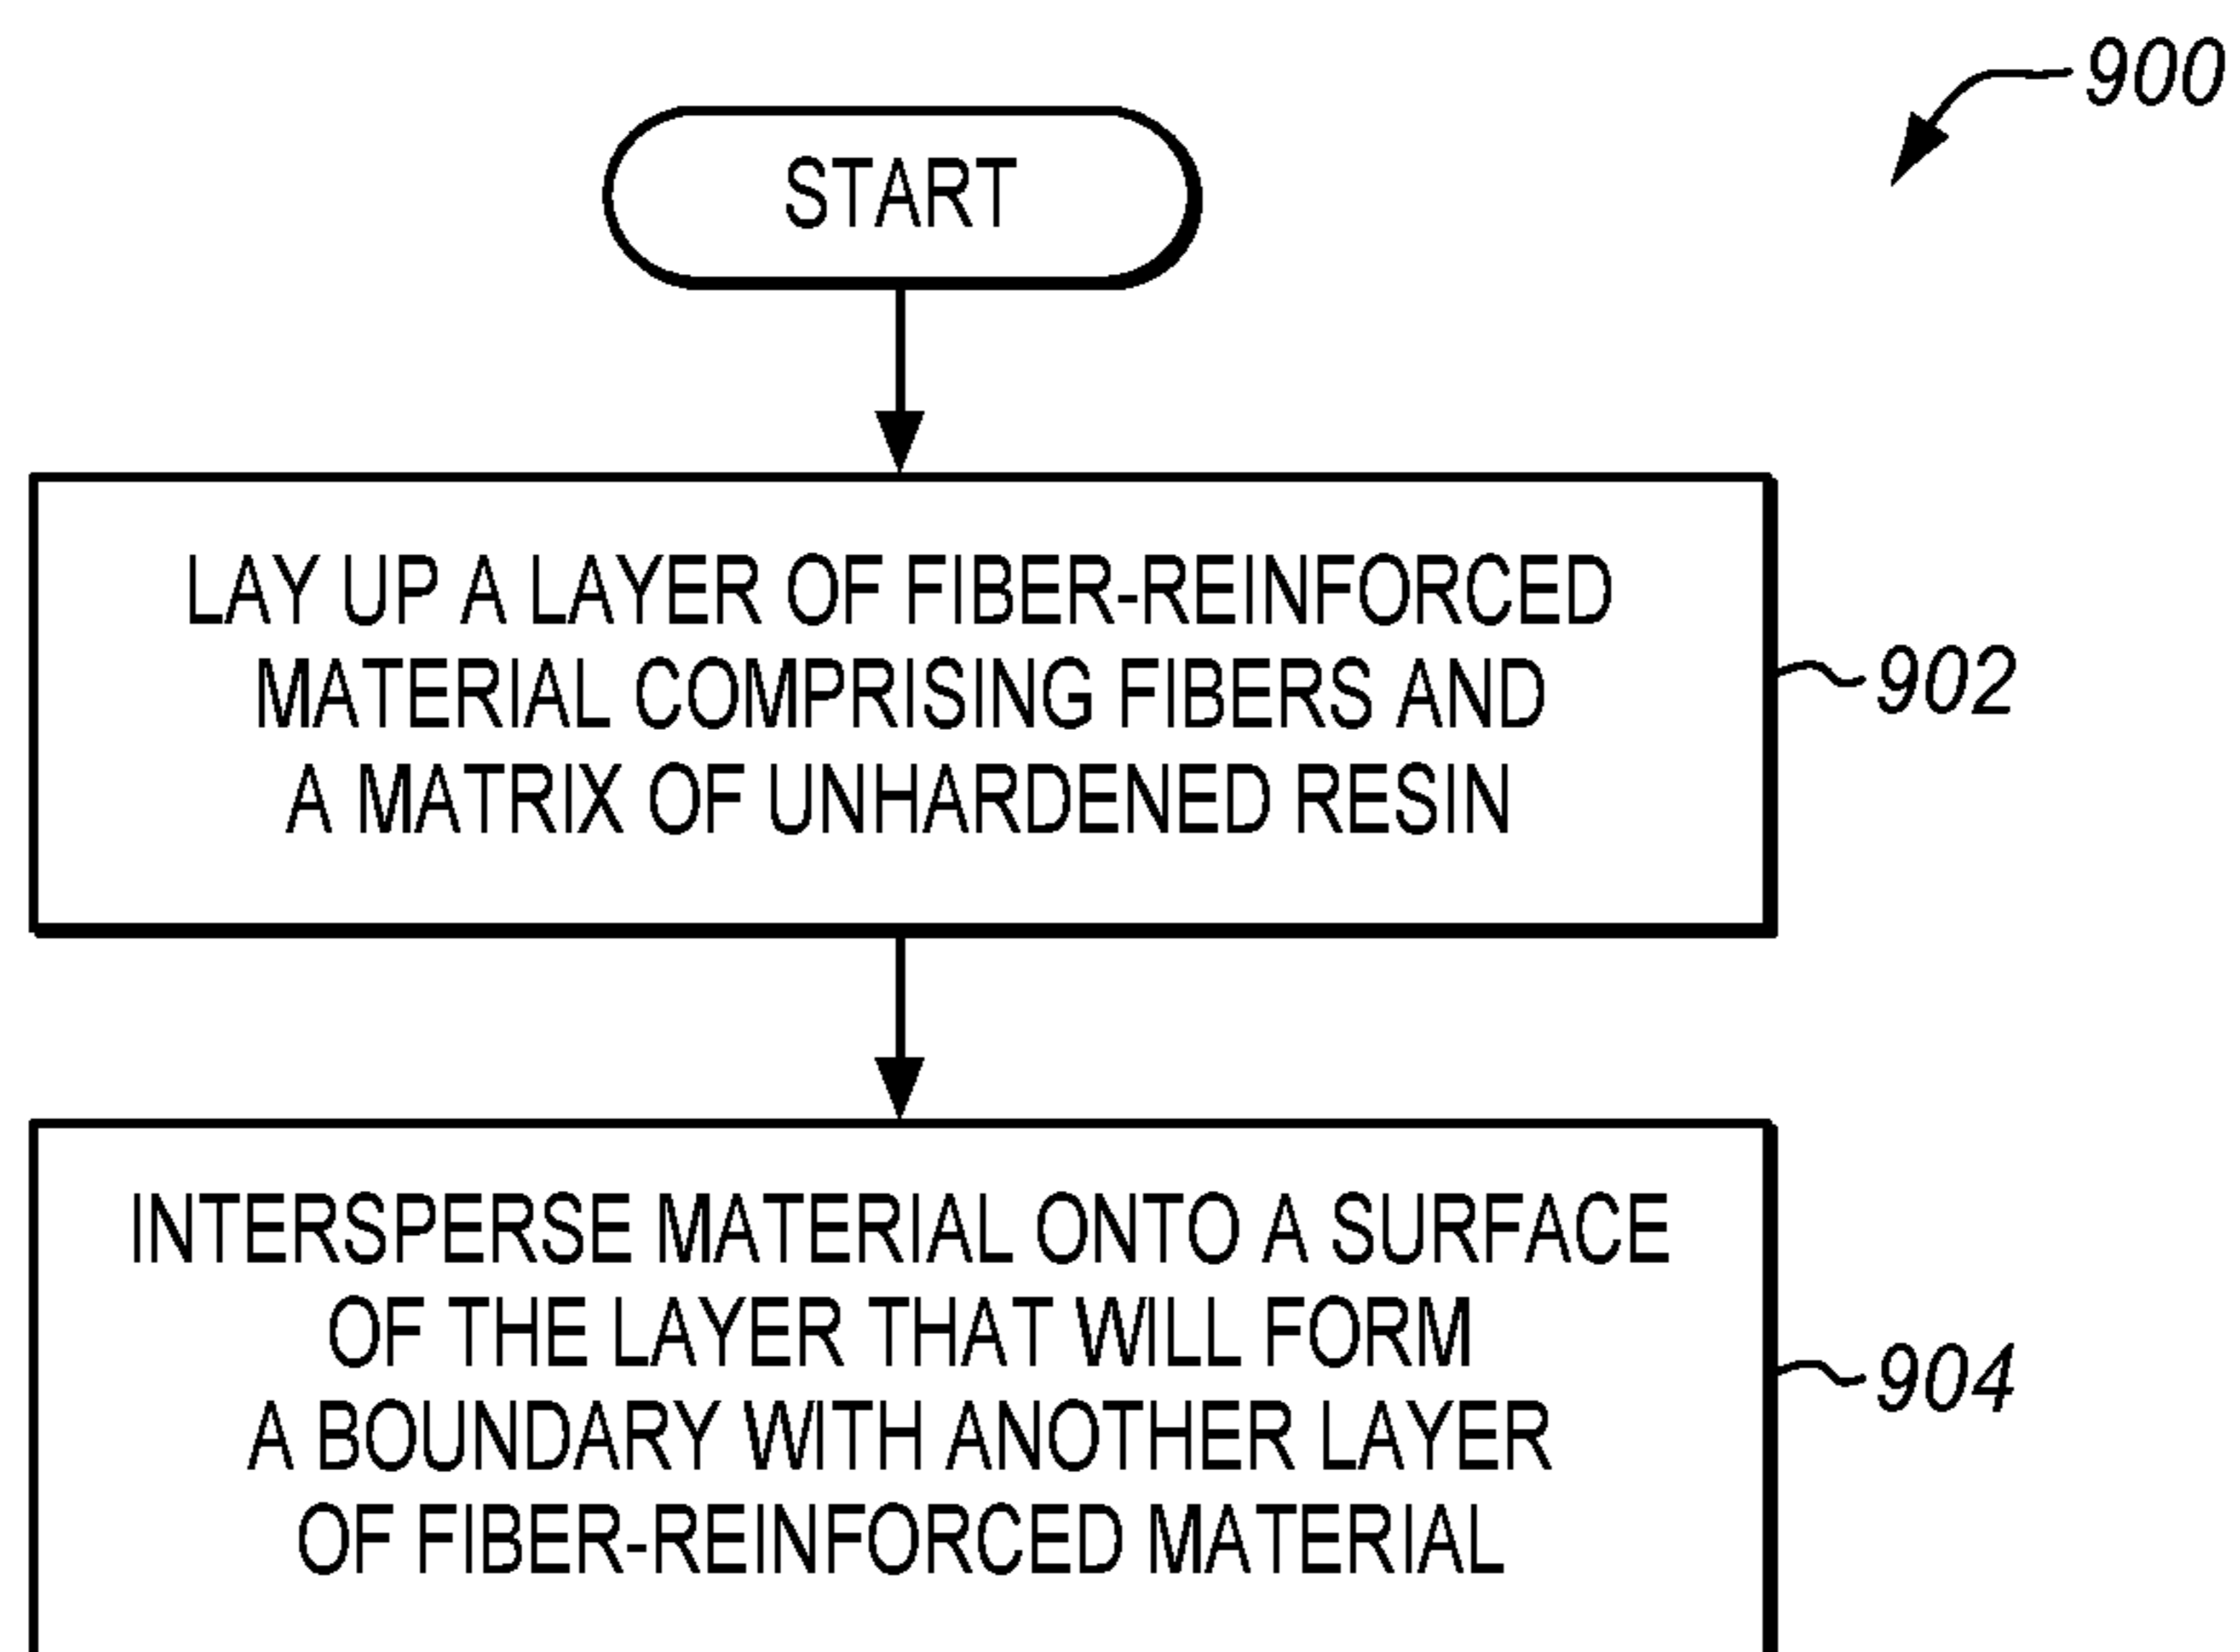 900
START
LAY UP A LAYER OF FIBER-REINFORCED
MATERIAL COMPRISING FIBERS AND
A MATRIX OF UNHARDENED RESIN
902
INTERSPERSE MATERIAL ONTO A SURFACE
OF THE LAYER THAT WILL FORM
A BOUNDARY WITH ANOTHER LAYER
OF FIBER-REINFORCED MATERIAL
904